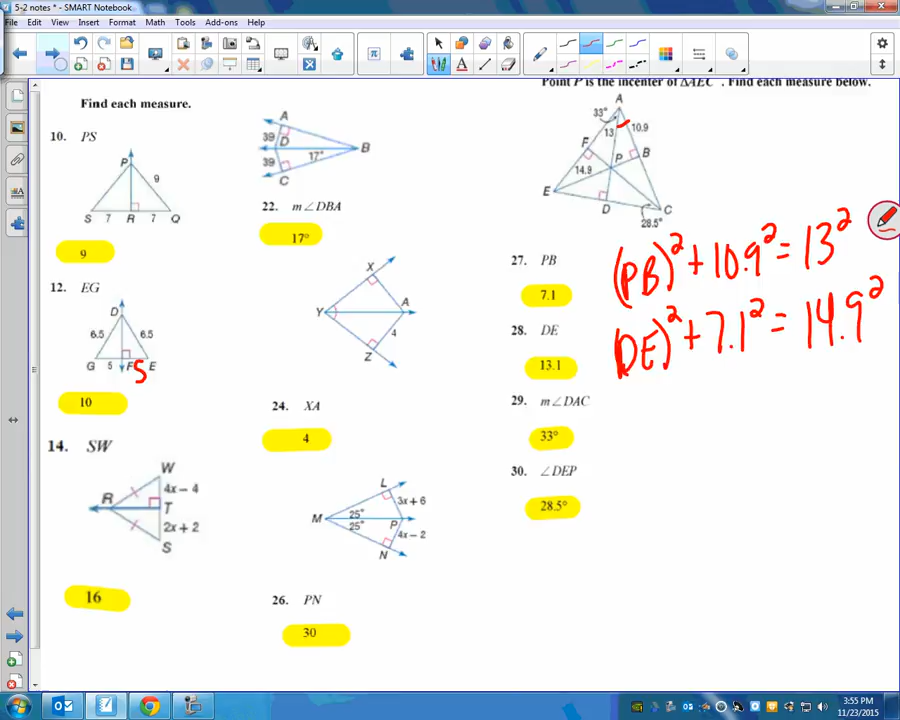 5-2 notes * - SMART Notebook
File Edit View Insert Format Tools Add-ons Help
Find each measure.
10. PS
P
9
S 7 R 7 Q
9
12. EG
D
6.5 6.5
G 5 F 5 E
10
14. SW
W
R 4x − 4
T
2x + 2
S
16
A
39 D
17° B
39
C
22. m∠DBA
17°
X
Y A
4
Z
24. XA
4
L
3x + 6
25°
M
25° P
4x − 2
N
26. PN
30
Point P is the incenter of ΔAEC . Find each measure below.
A
33°
13 10.9
F
P B
14.9
E
D C
28.5°
27. PB
7.1
28. DE
13.1
29. m∠DAC
33°
30. ∠DEP
28.5°
(PB)² + 10.9² = 13²
(DE)² + 7.1² = 14.9²
3:55 PM
11/23/2015